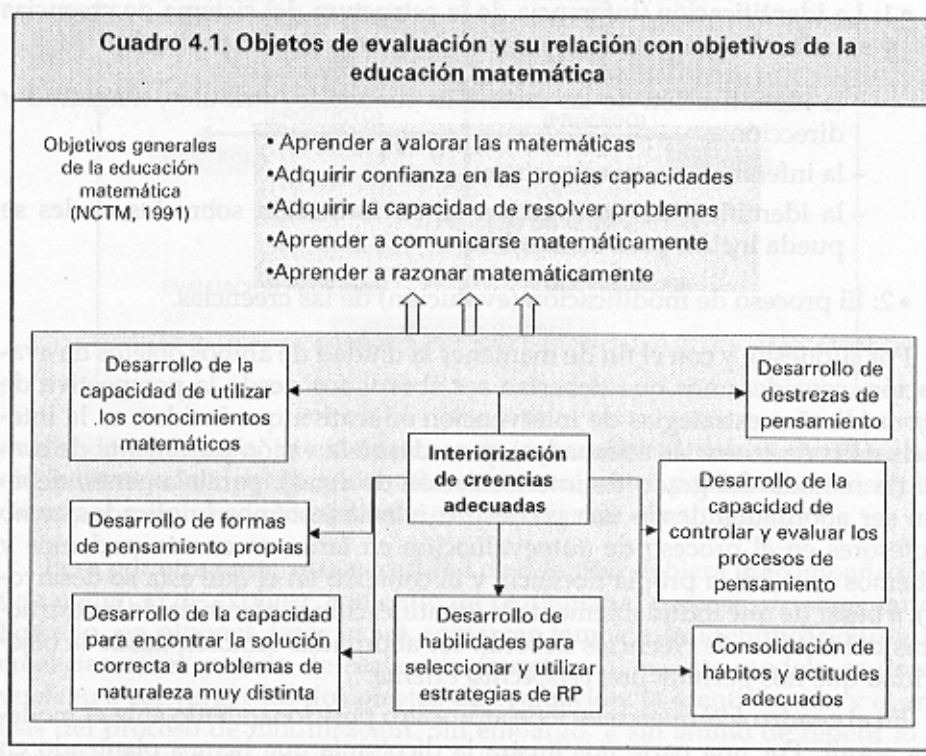 Cuadro 4.1. Objetos de evaluación y su relación con objetivos de la
educación matemática
Objetivos generales
de la educación
matemática
(NCTM, 1991)
• Aprender a valorar las matemáticas
•Adquirir confianza en las propias capacidades
•Adquirir la capacidad de resolver problemas
•Aprender a comunicarse matemáticamente
•Aprender a razonar matemáticamente
Desarrollo de la
capacidad de utilizar
los conocimientos
matemáticos
Desarrollo de
destrezas de
pensamiento
Interiorización
de creencias
adecuadas
Desarrollo de formas
de pensamiento propias
Desarrollo de la
capacidad de
controlar y evaluar los
procesos de
pensamiento
Desarrollo de la capacidad
para encontrar la solución
correcta a problemas de
naturaleza muy distinta
Desarrollo de
habilidades para
seleccionar y utilizar
estrategias de RP
Consolidación de
hábitos y actitudes
adecuados